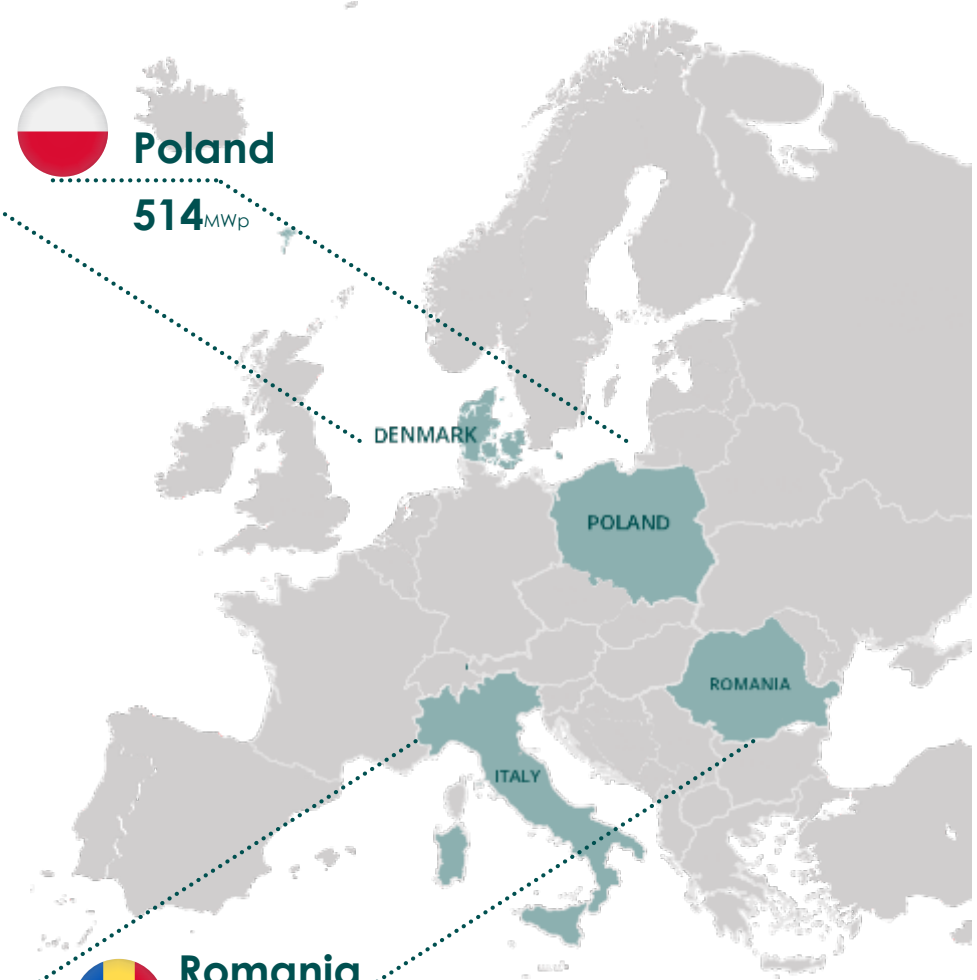 Poland
514MWp
DENMARK
POLAND
ROMANIA
ITALY
Romania